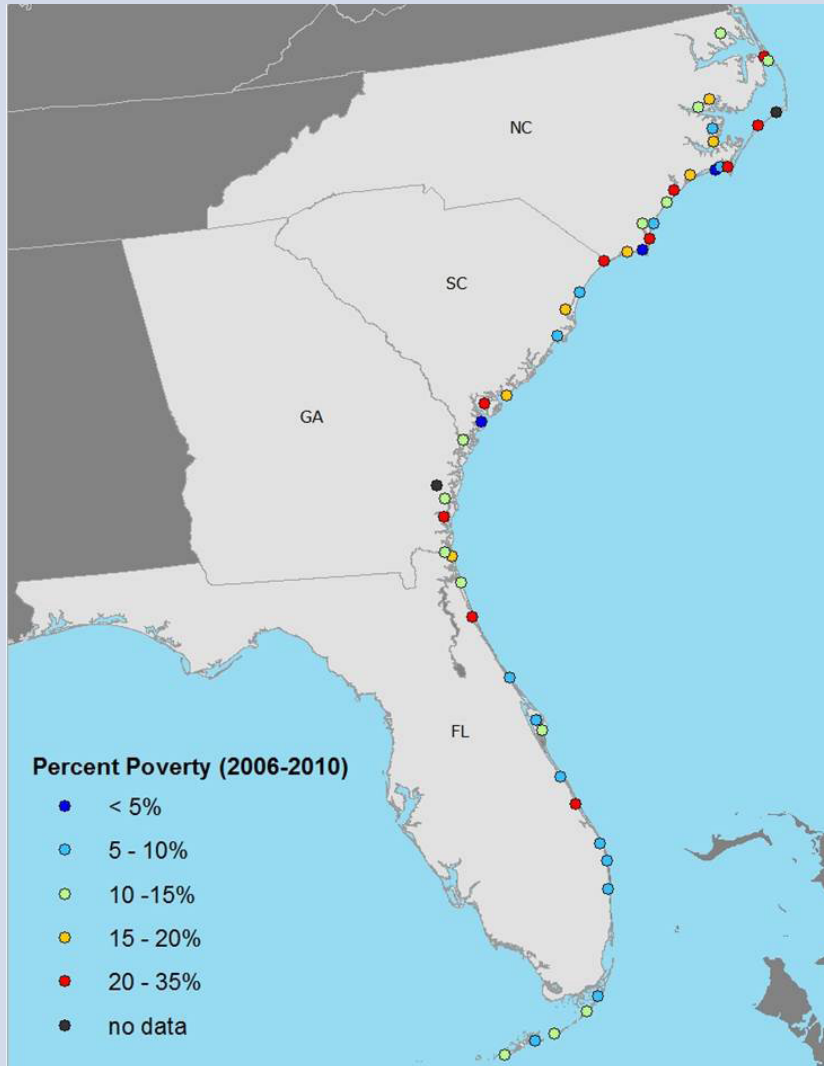 NC
SC
GA
FL
Percent Poverty (2006-2010)
< 5%
5 - 10%
10 -15%
15 - 20%
20 - 35%
no data